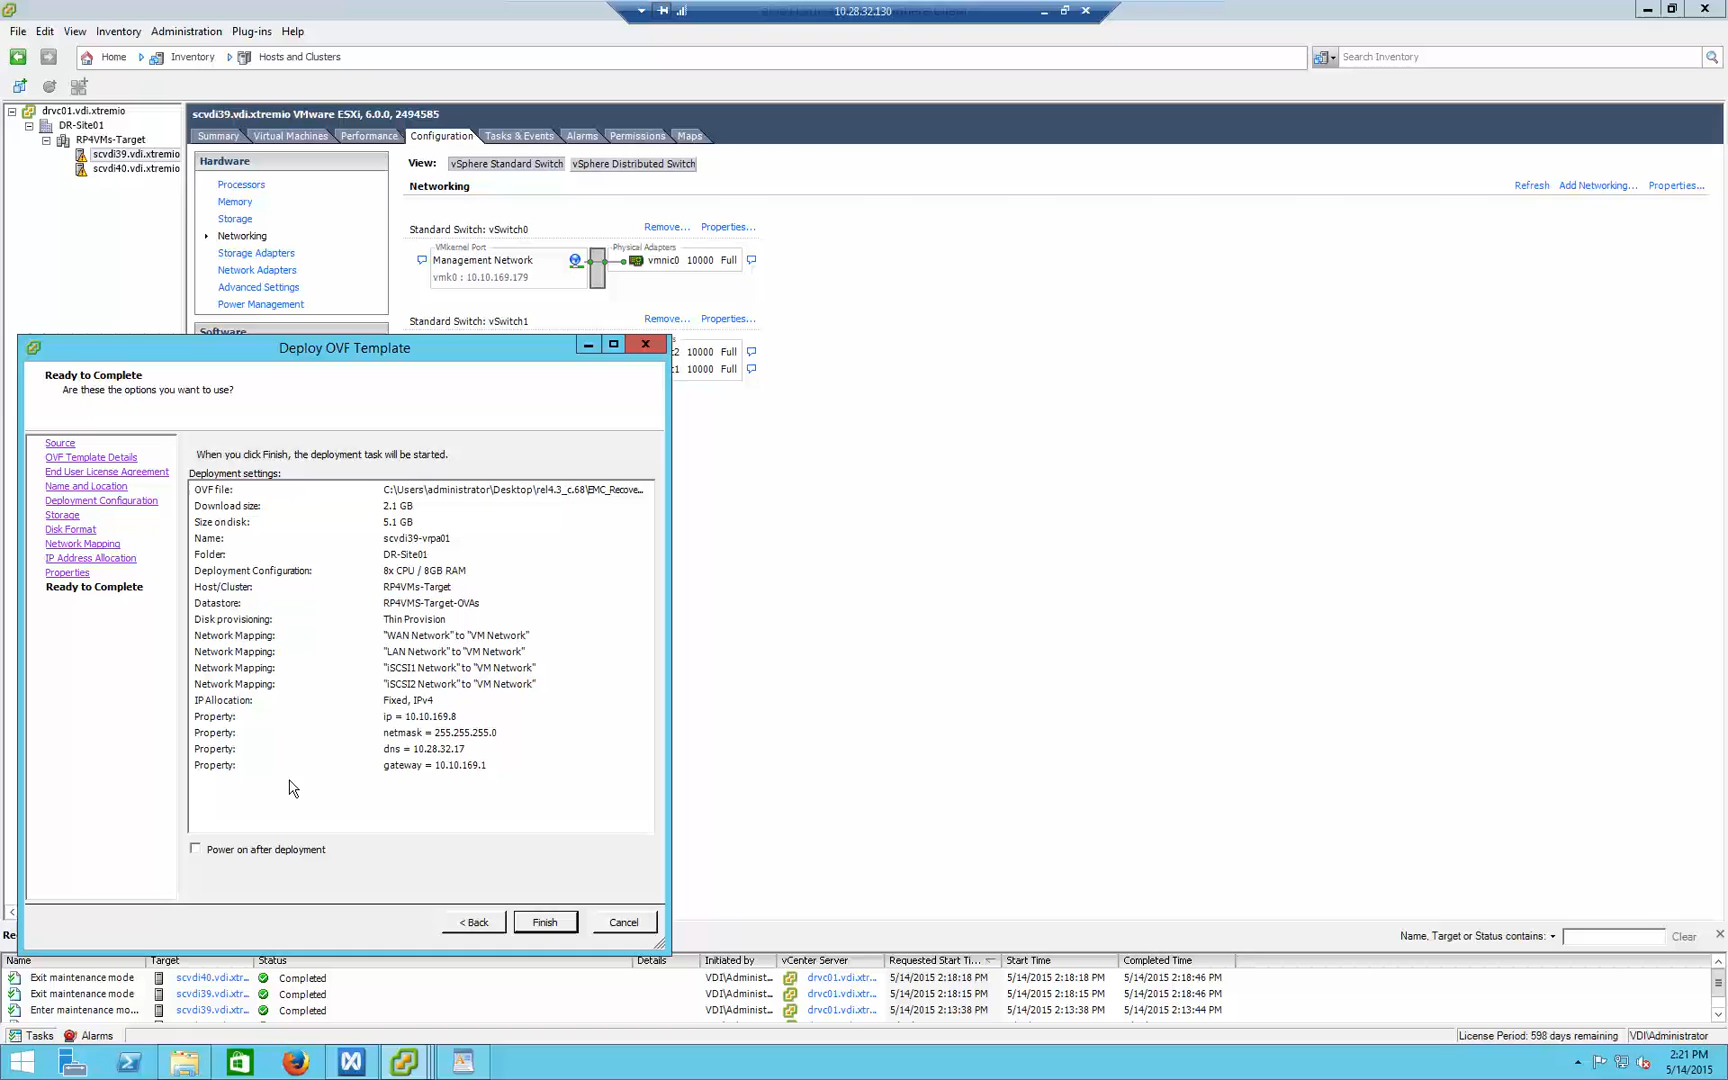 10.28.32.130
File Edit View Inventory Administration Plug-ins Help
Home Inventory Hosts and Clusters
Search Inventory
drvc01.vdi.xtremio
DR-Site01
RP4VMs-Target
scvdi39.vdi.xtremio
scvdi40.vdi.xtremio
scvdi39.vdi.xtremio VMware ESXi, 6.0.0, 2494585
Summary Virtual Machines Performance Configuration Tasks & Events Alarms Permissions Maps
Hardware
Processors
Memory
Storage
Networking
Storage Adapters
Network Adapters
Advanced Settings
Power Management
Software
View: vSphere Standard Switch vSphere Distributed Switch
Networking
Refresh Add Networking... Properties...
Standard Switch: vSwitch0 Remove... Properties...
VMkernel Port Physical Adapters
Management Network vmnic0 10000 Full
vmk0 : 10.10.169.179
Standard Switch: vSwitch1 Remove... Properties...
10000 Full
10000 Full
Deploy OVF Template
Ready to Complete
Are these the options you want to use?
Source
OVF Template Details
End User License Agreement
Name and Location
Deployment Configuration
Storage
Disk Format
Network Mapping
IP Address Allocation
Properties
Ready to Complete
When you click Finish, the deployment task will be started.
Deployment settings:
OVF file: C:\Users\administrator\Desktop\rel4.3_c.68\EMC_Recove...
Download size: 2.1 GB
Size on disk: 5.1 GB
Name: scvdi39-vrpa01
Folder: DR-Site01
Deployment Configuration: 8x CPU / 8GB RAM
Host/Cluster: RP4VMs-Target
Datastore: RP4VMS-Target-OVAs
Disk provisioning: Thin Provision
Network Mapping: "WAN Network" to "VM Network"
Network Mapping: "LAN Network" to "VM Network"
Network Mapping: "iSCSI1 Network" to "VM Network"
Network Mapping: "iSCSI2 Network" to "VM Network"
IP Allocation: Fixed, IPv4
Property: ip = 10.10.169.8
Property: netmask = 255.255.255.0
Property: dns = 10.28.32.17
Property: gateway = 10.10.169.1
Power on after deployment
< Back Finish Cancel
Name, Target or Status contains: Clear
Name Target Status Details Initiated by vCenter Server Requested Start Ti... Start Time Completed Time
Exit maintenance mode scvdi40.vdi.xtr... Completed VDI\Administ... drvc01.vdi.xtr... 5/14/2015 2:18:18 PM 5/14/2015 2:18:18 PM 5/14/2015 2:18:46 PM
Exit maintenance mode scvdi39.vdi.xtr... Completed VDI\Administ... drvc01.vdi.xtr... 5/14/2015 2:18:15 PM 5/14/2015 2:18:15 PM 5/14/2015 2:18:46 PM
Enter maintenance mo... scvdi39.vdi.xtr... Completed VDI\Administ... drvc01.vdi.xtr... 5/14/2015 2:13:38 PM 5/14/2015 2:13:38 PM 5/14/2015 2:13:44 PM
Tasks Alarms
License Period: 598 days remaining VDI\Administrator
2:21 PM
5/14/2015